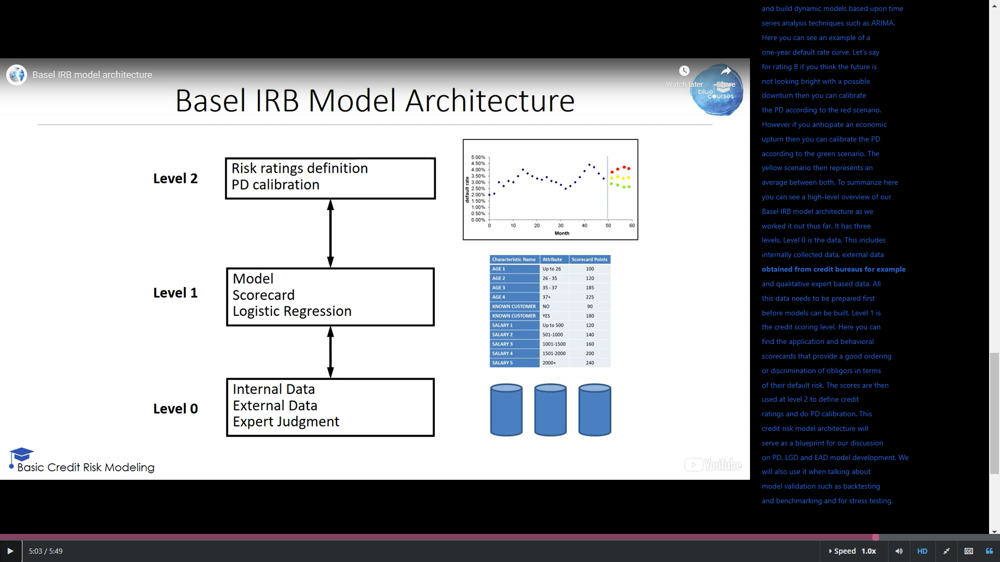 Basel IRB model architecture
Watch later
Share
blue
courses
Basel IRB Model Architecture
Level 2
Risk ratings definition
PD calibration
5.00%
4.50%
4.00%
3.50%
3.00%
2.50%
2.00%
1.50%
1.00%
0.50%
0.00%
default rate
0 10 20 30 40 50 60
Month
Level 1
Model
Scorecard
Logistic Regression
Characteristic Name Attribute Scorecard Points
AGE 1 Up to 26 100
AGE 2 26 - 35 120
AGE 3 35 - 37 185
AGE 4 37+ 225
KNOWN CUSTOMER NO 90
KNOWN CUSTOMER YES 180
SALARY 1 Up to 500 120
SALARY 2 501-1000 140
SALARY 3 1001-1500 160
SALARY 4 1501-2000 200
SALARY 5 2000+ 240
Level 0
Internal Data
External Data
Expert Judgment
Basic Credit Risk Modeling
YouTube
and build dynamic models based upon time
series analysis techniques such as ARIMA.
Here you can see an example of a
one-year default rate curve. Let's say
for rating B if you think the future is
not looking bright with a possible
downturn then you can calibrate
the PD according to the red scenario.
However if you anticipate an economic
upturn then you can calibrate the PD
according to the green scenario. The
yellow scenario then represents an
average between both. To summarize here
you can see a high-level overview of our
Basel IRB model architecture as we
worked it out thus far. It has three
levels. Level 0 is the data. This includes
internally collected data, external data
obtained from credit bureaus for example
and qualitative expert based data. All
this data needs to be prepared first
before models can be built. Level 1 is
the credit scoring level. Here you can
find the application and behavioral
scorecards that provide a good ordering
or discrimination of obligors in terms
of their default risk. The scores are then
used at level 2 to define credit
ratings and do PD calibration. This
credit risk model architecture will
serve as a blueprint for our discussion
on PD, LGD and EAD model development. We
will also use it when talking about
model validation such as backtesting
and benchmarking and for stress testing.
5:03 / 5:49
Speed 1.0x
HD
CC